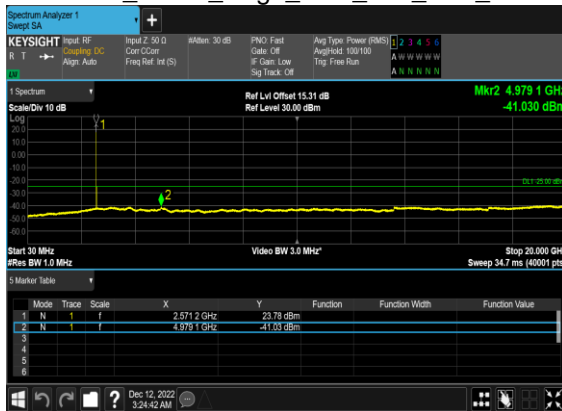 Spectrum Analyzer 1
Swept SA
+
KEYSIGHT Input: RF Input Z: 50 Ω #Atten: 30 dB PNO: Fast Avg Type: Power (RMS) 1 2 3 4 5 6
R T Coupling: DC Corr CCorr Gate: Off Avg|Hold: 100/100 A W W W W W
Align: Auto Freq Ref: Int (S) IF Gain: Low Trig: Free Run
Sig Track: Off A N N N N N
1 Spectrum Ref Lvl Offset 15.31 dB Mkr2 4.979 1 GHz
Scale/Div 10 dB Ref Level 30.00 dBm -41.030 dBm
Log
20.0 1
10.0
0.00
-10.0
-20.0 DL1 -25.00 dBm
-30.0
-40.0 2
-50.0
-60.0
Start 30 MHz Video BW 3.0 MHz* Stop 20.000 GHz
#Res BW 1.0 MHz Sweep 34.7 ms (40001 pts)
5 Marker Table
Mode Trace Scale X Y Function Function Width Function Value
1 N 1 f 2.571 2 GHz 23.78 dBm
2 N 1 f 4.979 1 GHz -41.03 dBm
3
4
5
6
? Dec 12, 2022
3:24:42 AM